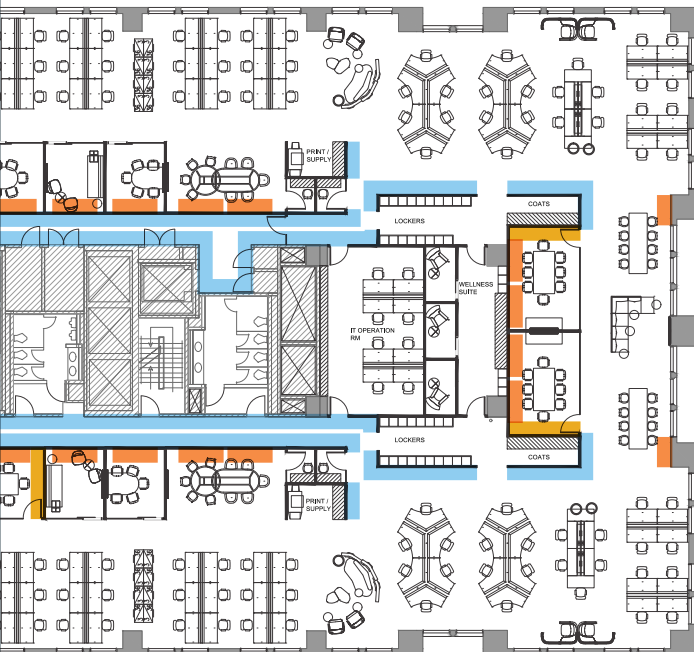 PRINT /
SUPPLY
COATS
LOCKERS
WELLNESS
SUITE
IT OPERATION
RM
LOCKERS
COATS
PRINT /
SUPPLY